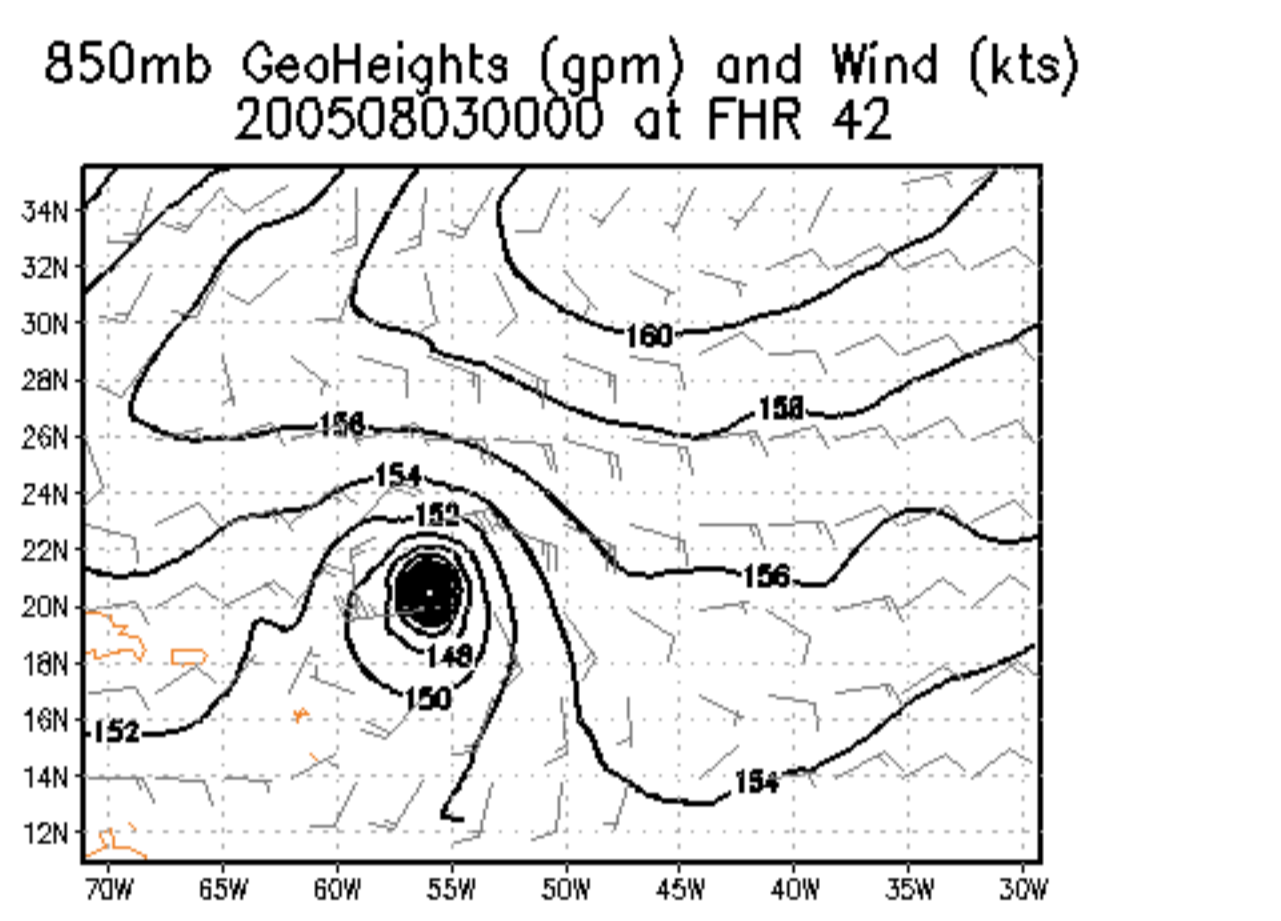 850mb GeoHeights (gpm) and Wind (kts)
200508030000 at FHR 42
34N
32N
30N
160
28N
158
156
26N
154
24N
152
22N
156
20N
18N
148
150
16N
152
14N
154
12N
70W 65W 60W 55W 50W 45W 40W 35W 30W